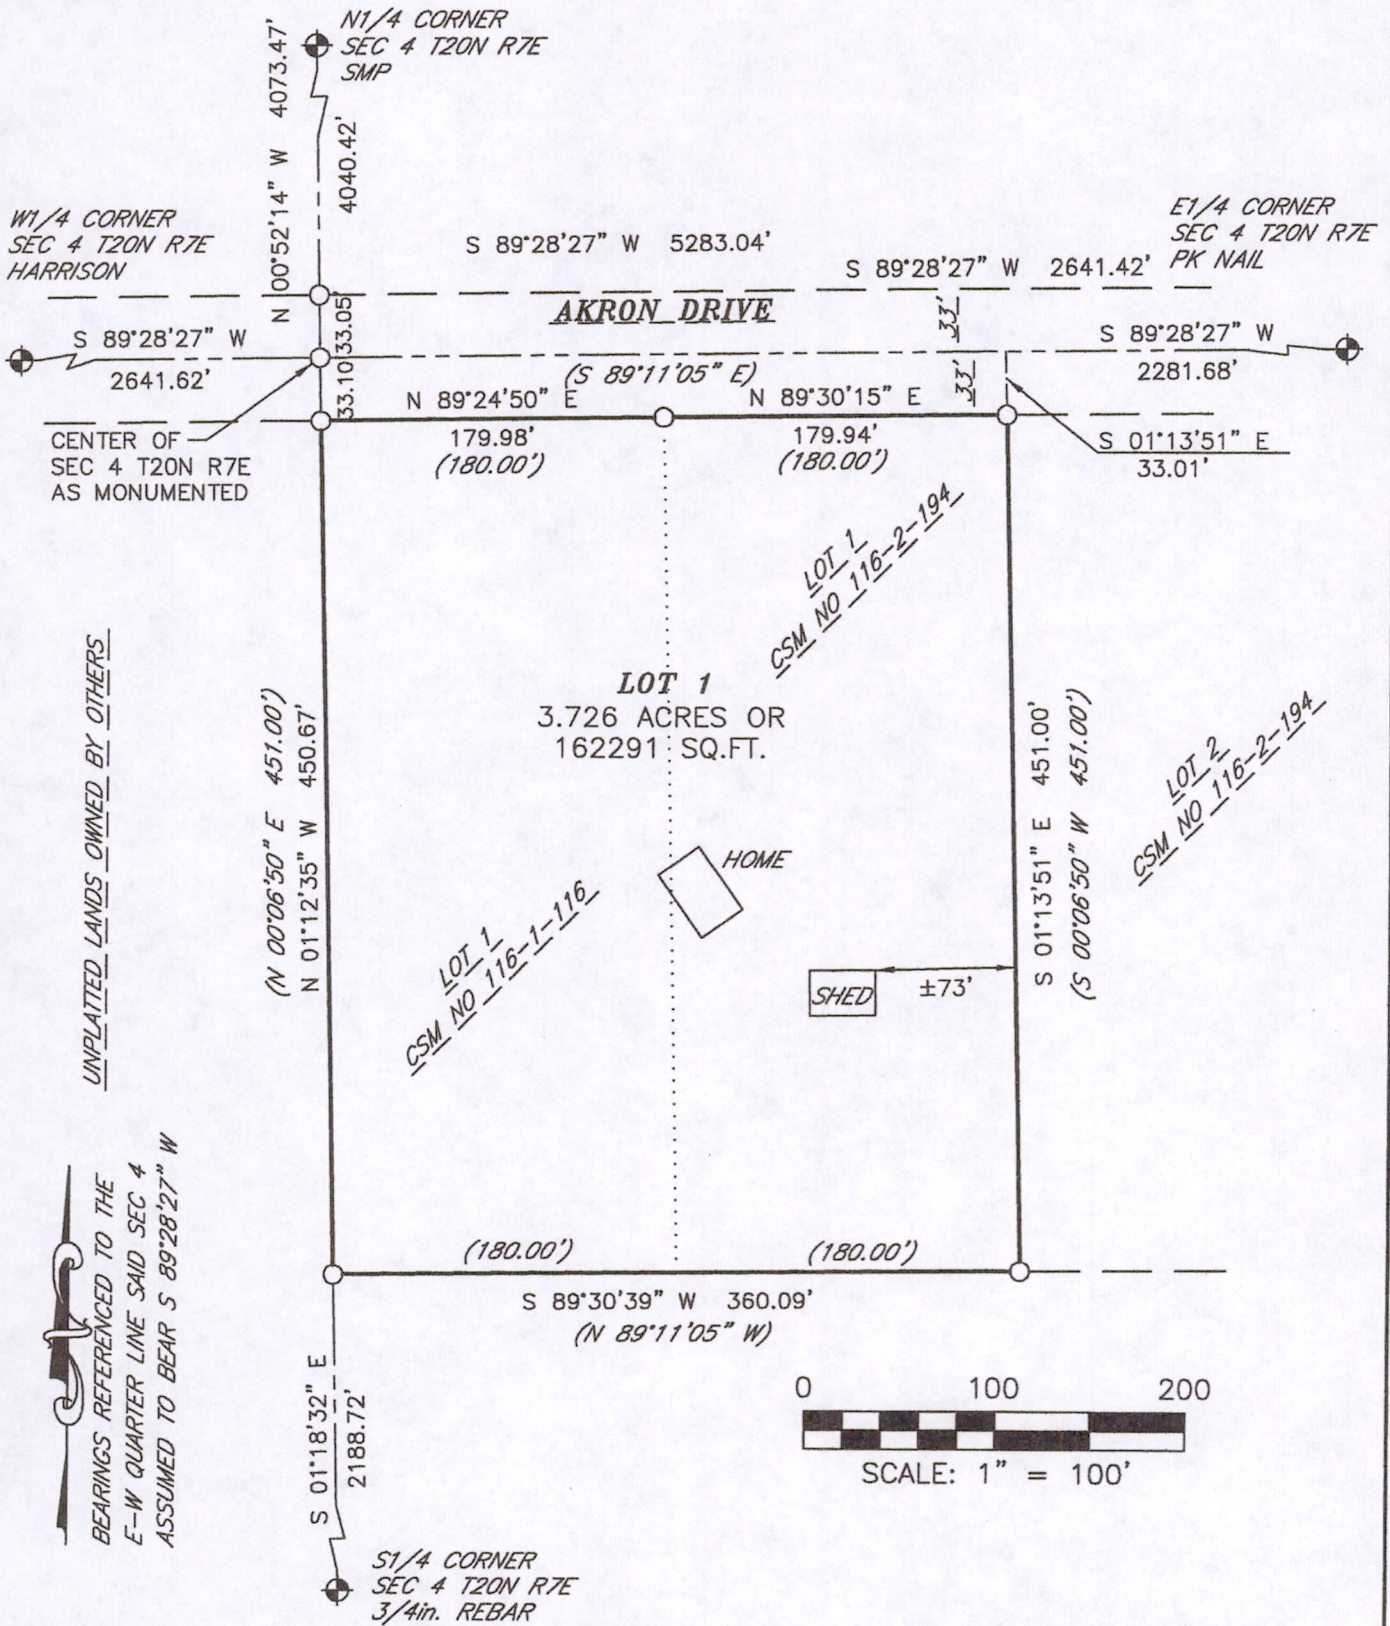 N1/4 CORNER
SEC 4 T20N R7E
SMP
N 00°52'14" W 4073.47'
4040.42'
W1/4 CORNER
SEC 4 T20N R7E
HARRISON
E1/4 CORNER
SEC 4 T20N R7E
PK NAIL
S 89°28'27" W 5283.04'
S 89°28'27" W 2641.42'
AKRON DRIVE
33.05'
33'
S 89°28'27" W
2641.62'
S 89°28'27" W
2281.68'
(S 89°11'05" E)
33.10'
33'
N 89°24'50" E
179.98'
(180.00')
N 89°30'15" E
179.94'
(180.00')
S 01°13'51" E
33.01'
CENTER OF
SEC 4 T20N R7E
AS MONUMENTED
LOT 1
CSM NO 116-2-194
UNPLATTED LANDS OWNED BY OTHERS
LOT 1
3.726 ACRES OR
162291 SQ.FT.
(N 00°06'50" E 451.00')
N 01°12'35" W 450.67'
S 01°13'51" E 451.00'
(S 00°06'50" W 451.00')
LOT 2
CSM NO 116-2-194
HOME
LOT 1
CSM NO 116-1-116
SHED
±73'
BEARINGS REFERENCED TO THE
E-W QUARTER LINE SAID SEC 4
ASSUMED TO BEAR S 89°28'27" W
(180.00')
(180.00')
S 89°30'39" W 360.09'
(N 89°11'05" W)
S 01°18'32" E
2188.72'
0 100 200
SCALE: 1" = 100'
S1/4 CORNER
SEC 4 T20N R7E
3/4in. REBAR